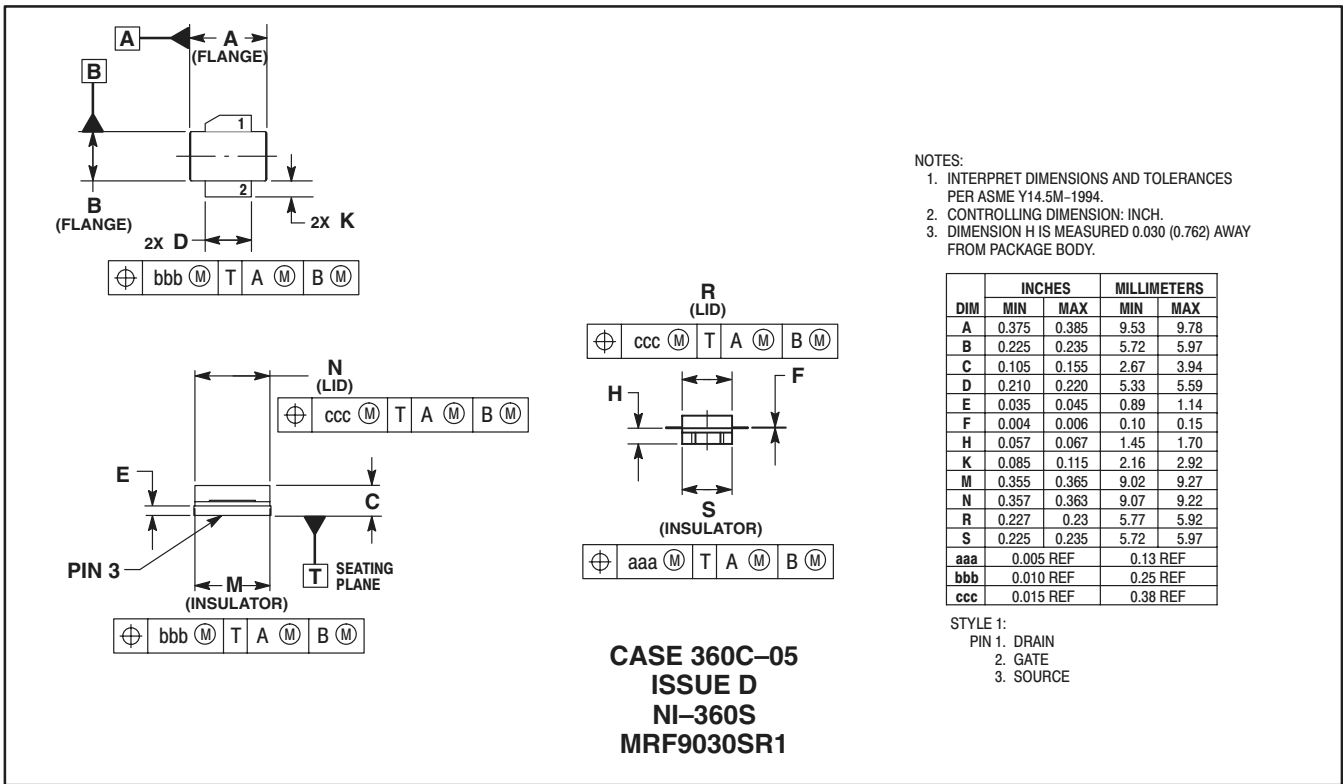 A
A
(FLANGE)
B
1
2
B
(FLANGE)
2X K
2X D
⌖ bbb Ⓜ T A Ⓜ B Ⓜ
N
(LID)
⌖ ccc Ⓜ T A Ⓜ B Ⓜ
E
C
PIN 3
M
(INSULATOR)
T SEATING
PLANE
⌖ bbb Ⓜ T A Ⓜ B Ⓜ
R
(LID)
⌖ ccc Ⓜ T A Ⓜ B Ⓜ
H
F
S
(INSULATOR)
⌖ aaa Ⓜ T A Ⓜ B Ⓜ
CASE 360C–05
ISSUE D
NI–360S
MRF9030SR1
NOTES:
1. INTERPRET DIMENSIONS AND TOLERANCES
PER ASME Y14.5M–1994.
2. CONTROLLING DIMENSION: INCH.
3. DIMENSION H IS MEASURED 0.030 (0.762) AWAY
FROM PACKAGE BODY.
INCHES MILLIMETERS
DIM MIN MAX MIN MAX
A 0.375 0.385 9.53 9.78
B 0.225 0.235 5.72 5.97
C 0.105 0.155 2.67 3.94
D 0.210 0.220 5.33 5.59
E 0.035 0.045 0.89 1.14
F 0.004 0.006 0.10 0.15
H 0.057 0.067 1.45 1.70
K 0.085 0.115 2.16 2.92
M 0.355 0.365 9.02 9.27
N 0.357 0.363 9.07 9.22
R 0.227 0.23 5.77 5.92
S 0.225 0.235 5.72 5.97
aaa 0.005 REF 0.13 REF
bbb 0.010 REF 0.25 REF
ccc 0.015 REF 0.38 REF
STYLE 1:
PIN 1. DRAIN
2. GATE
3. SOURCE